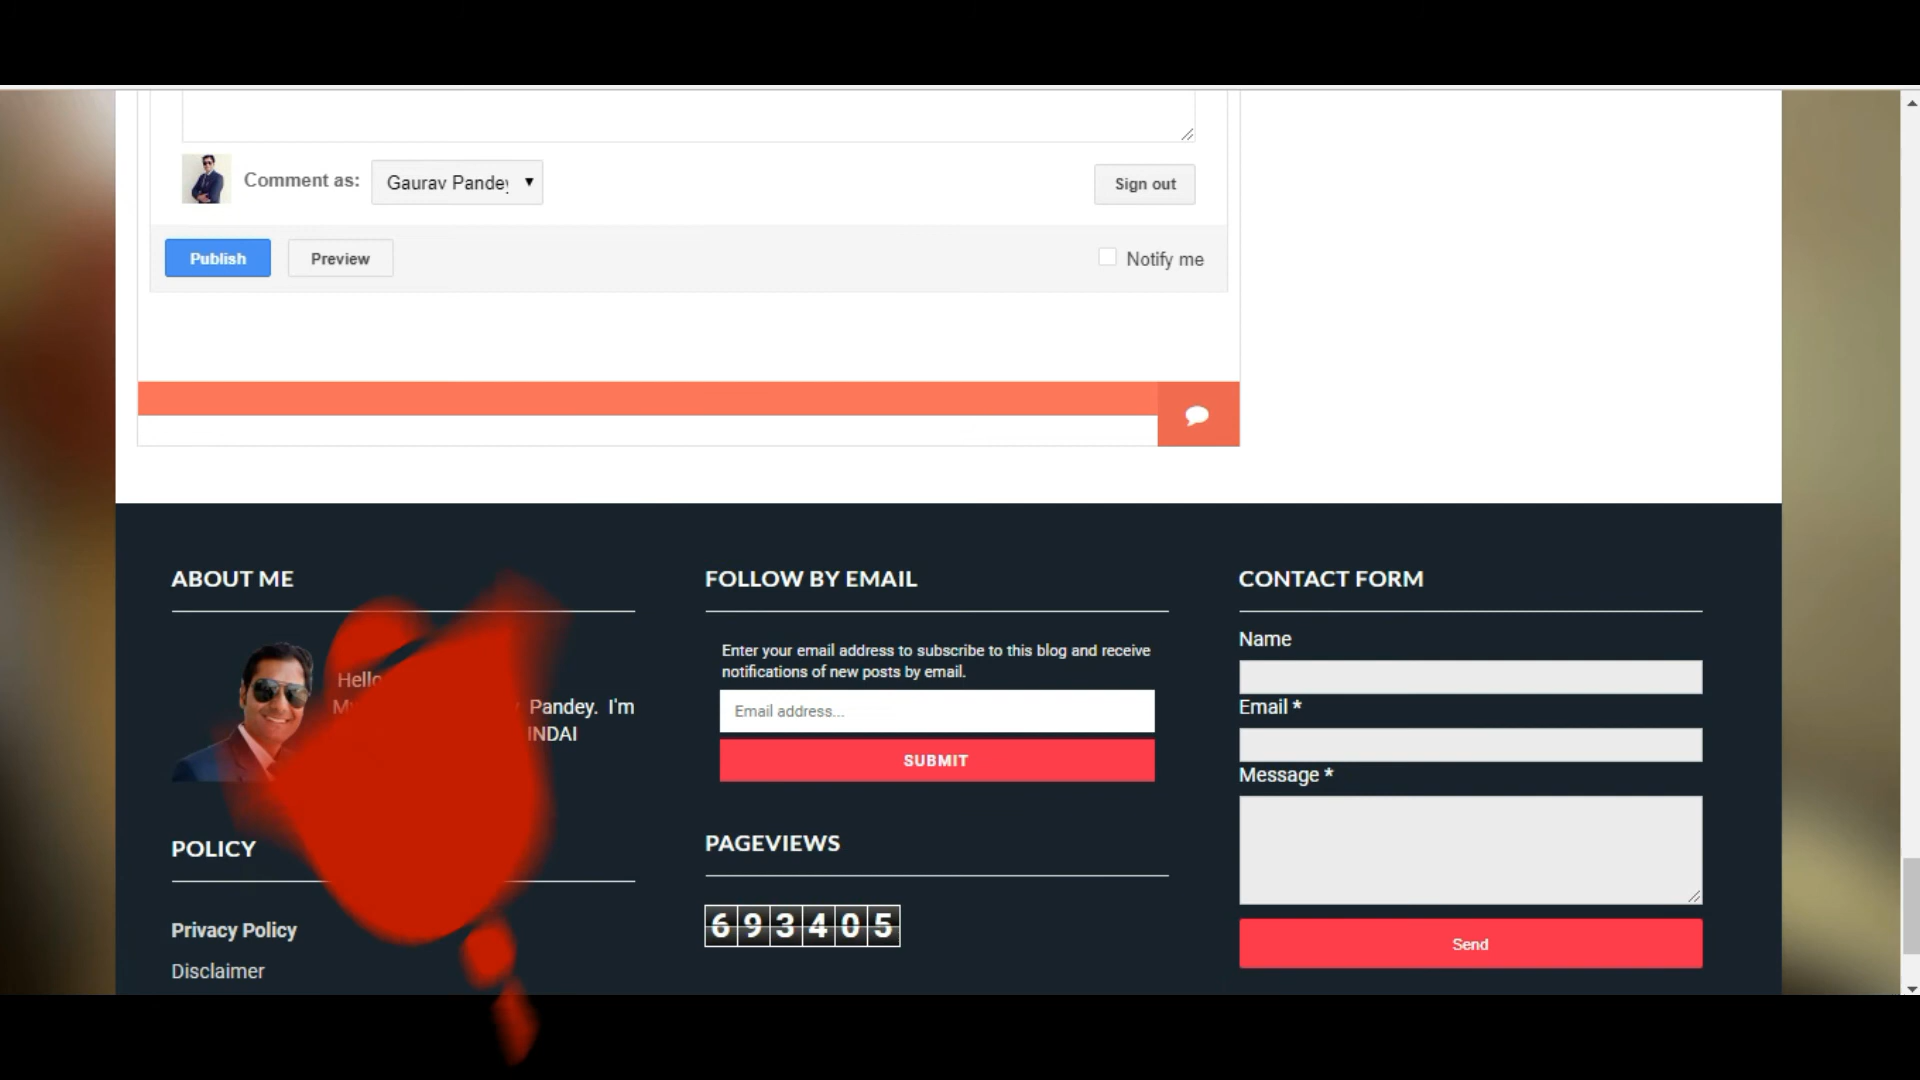 Comment as: Gaurav Pandey
Sign out
Publish
Preview
Notify me
ABOUT ME
Hello
Pandey. I'm
INDAI
POLICY
Privacy Policy
Disclaimer
FOLLOW BY EMAIL
Enter your email address to subscribe to this blog and receive
notifications of new posts by email.
Email address...
SUBMIT
PAGEVIEWS
693405
CONTACT FORM
Name
Email *
Message *
Send